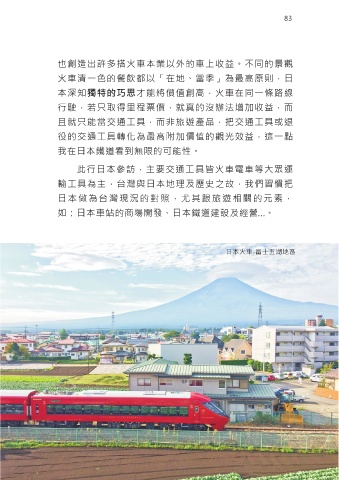 83
也創造出許多搭火車本業以外的車上收益。不同的景觀
火車清一色的餐飲都以「在地、當季」為最高原則，日
本深知獨特的巧思才能將價值創高，火車在同一條路線
行駛，若只取得里程票價，就真的沒辦法增加收益，而
且就只能當交通工具，而非旅遊產品，把交通工具或退
役的交通工具轉化為最高附加價值的觀光效益，這一點
我在日本鐵道看到無限的可能性。
此行日本參訪，主要交通工具皆火車電車等大眾運
輸工具為主，台灣與日本地理及歷史之故，我們習慣把
日本做為台灣現況的對照，尤其跟旅遊相關的元素，
如：日本車站的商場開發、日本鐵道建設及經營...。
日本火車-富士五湖地區